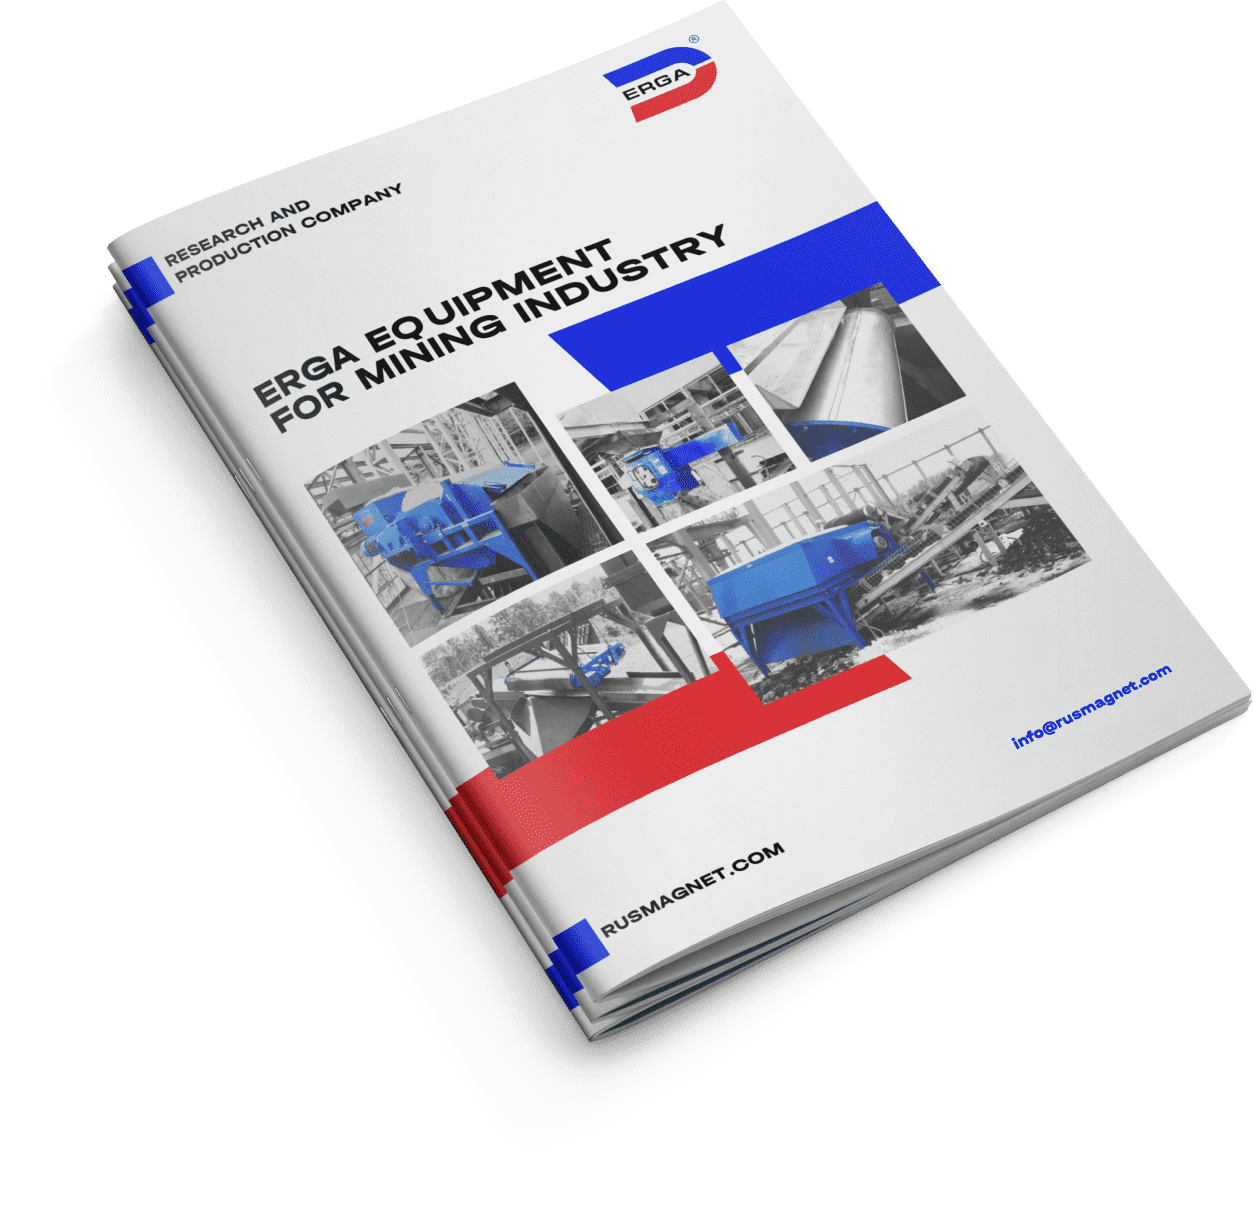 ERGA
®
RESEARCH AND
PRODUCTION COMPANY
ERGA EQUIPMENT
FOR MINING INDUSTRY
info@rusmagnet.com
RUSMAGNET.COM